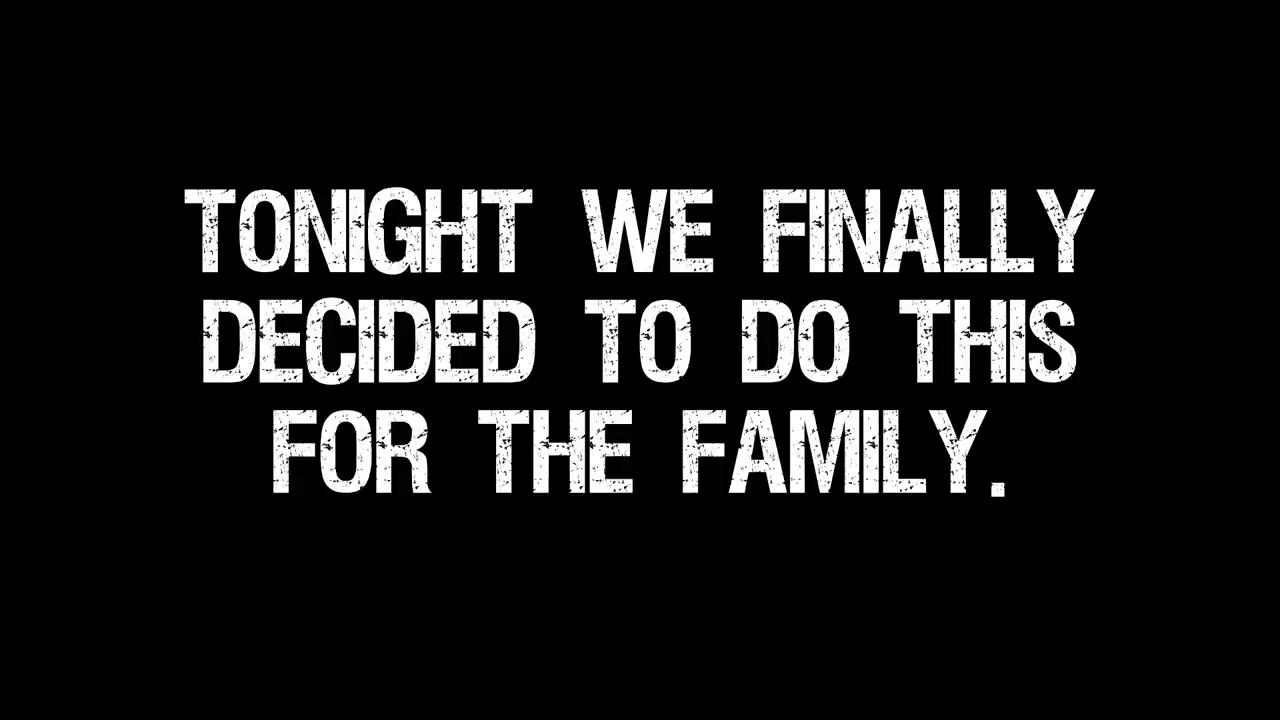 TONIGHT WE FINALLY
DECIDED TO DO THIS
FOR THE FAMILY.